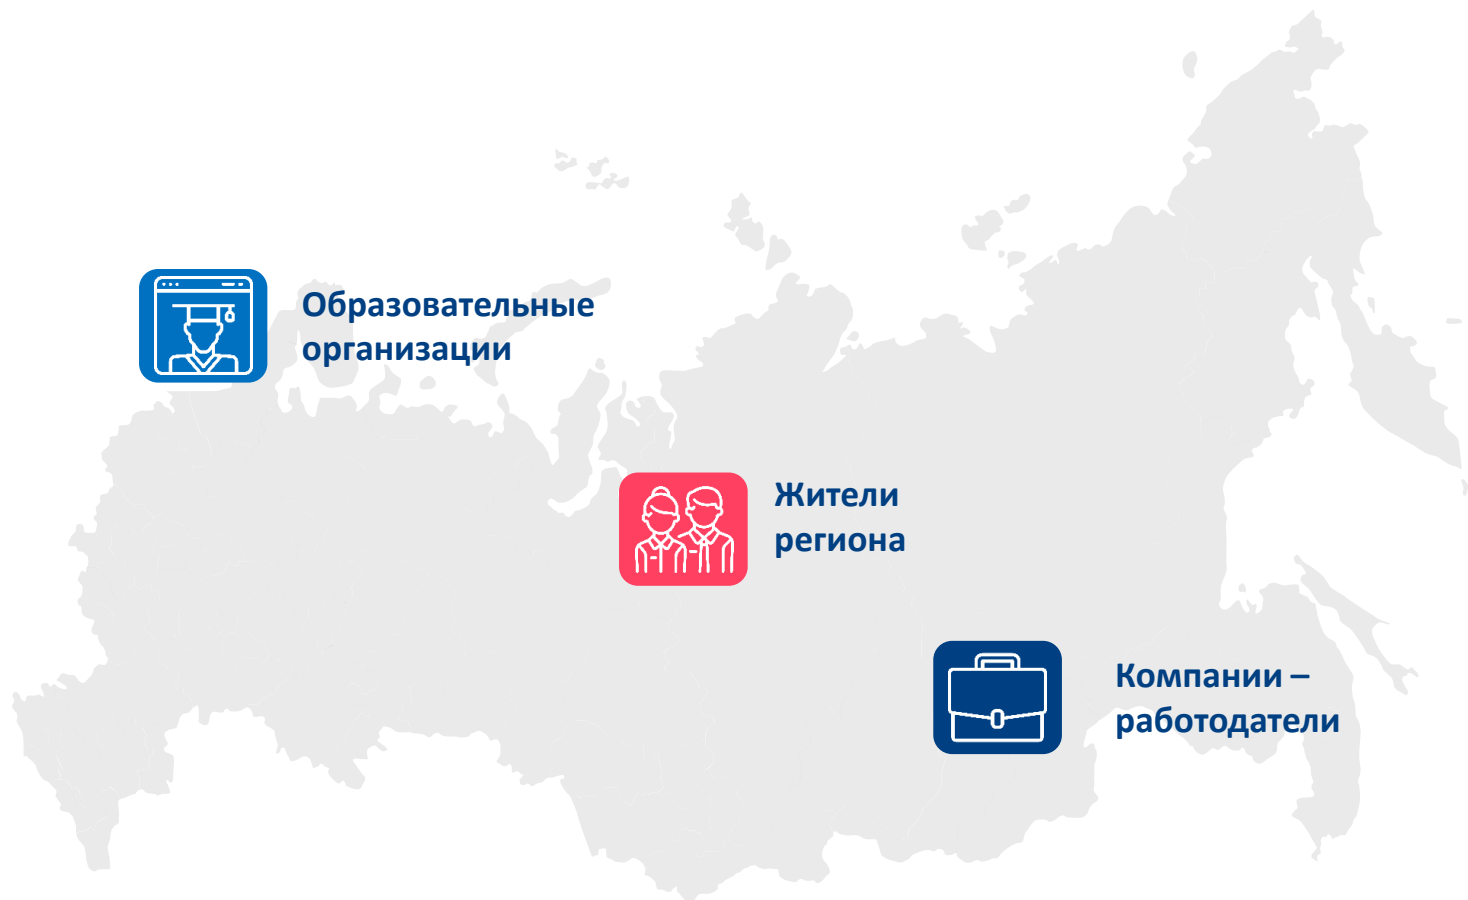 Образовательные
организации
Жители
региона
Компании –
работодатели